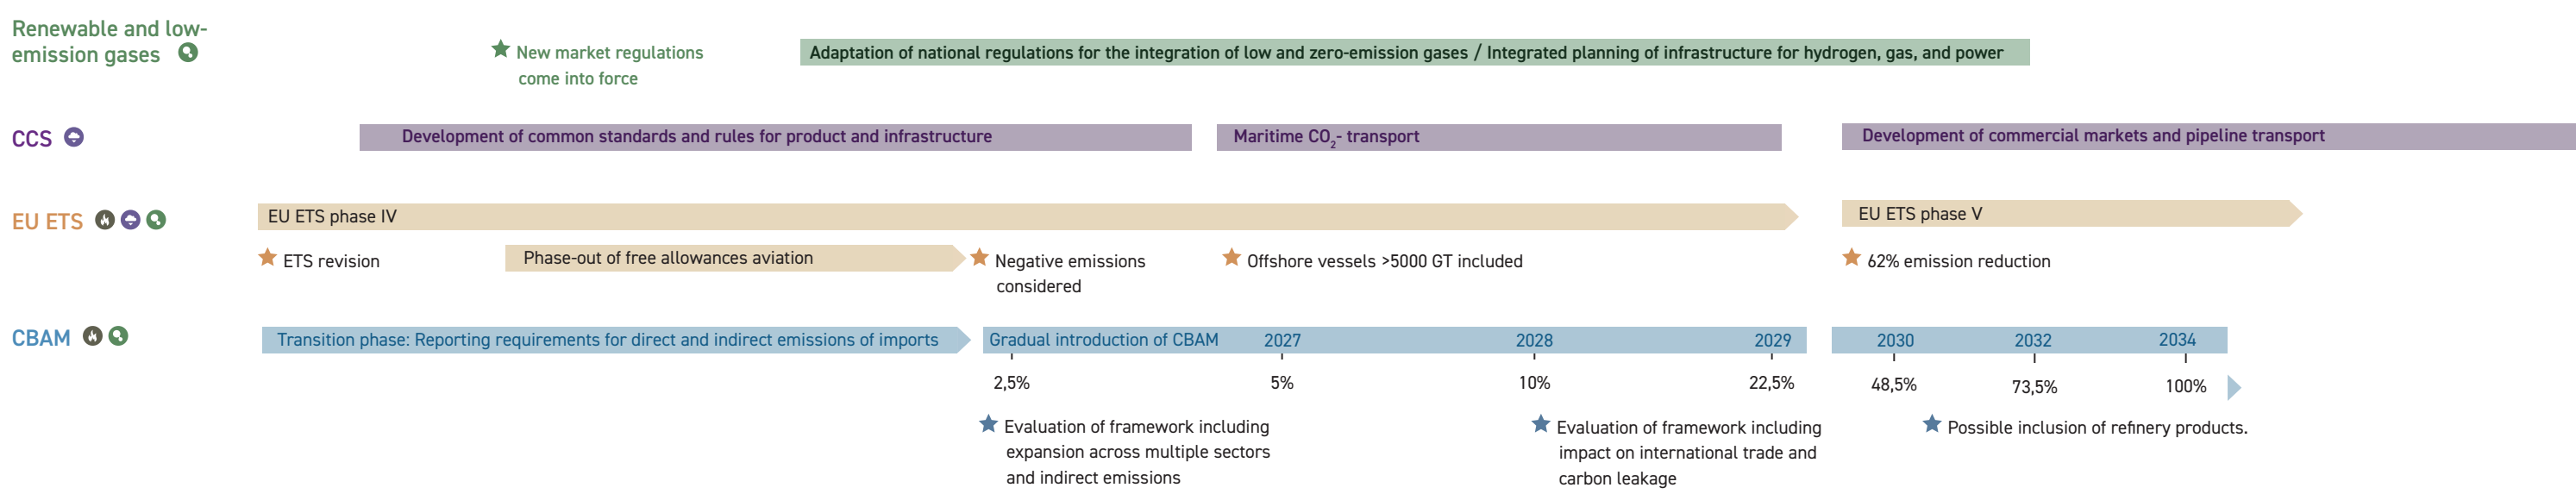 Renewable and low-
emission gases
New market regulations
come into force
Adaptation of national regulations for the integration of low and zero-emission gases / Integrated planning of infrastructure for hydrogen, gas, and power
CCS
Development of common standards and rules for product and infrastructure
Maritime CO₂- transport
Development of commercial markets and pipeline transport
EU ETS
EU ETS phase IV
EU ETS phase V
ETS revision
Phase-out of free allowances aviation
Negative emissions
considered
Offshore vessels >5000 GT included
62% emission reduction
CBAM
Transition phase: Reporting requirements for direct and indirect emissions of imports
Gradual introduction of CBAM
2027
2028
2029
2030
2032
2034
2,5%
5%
10%
22,5%
48,5%
73,5%
100%
Evaluation of framework including
expansion across multiple sectors
and indirect emissions
Evaluation of framework including
impact on international trade and
carbon leakage
Possible inclusion of refinery products.